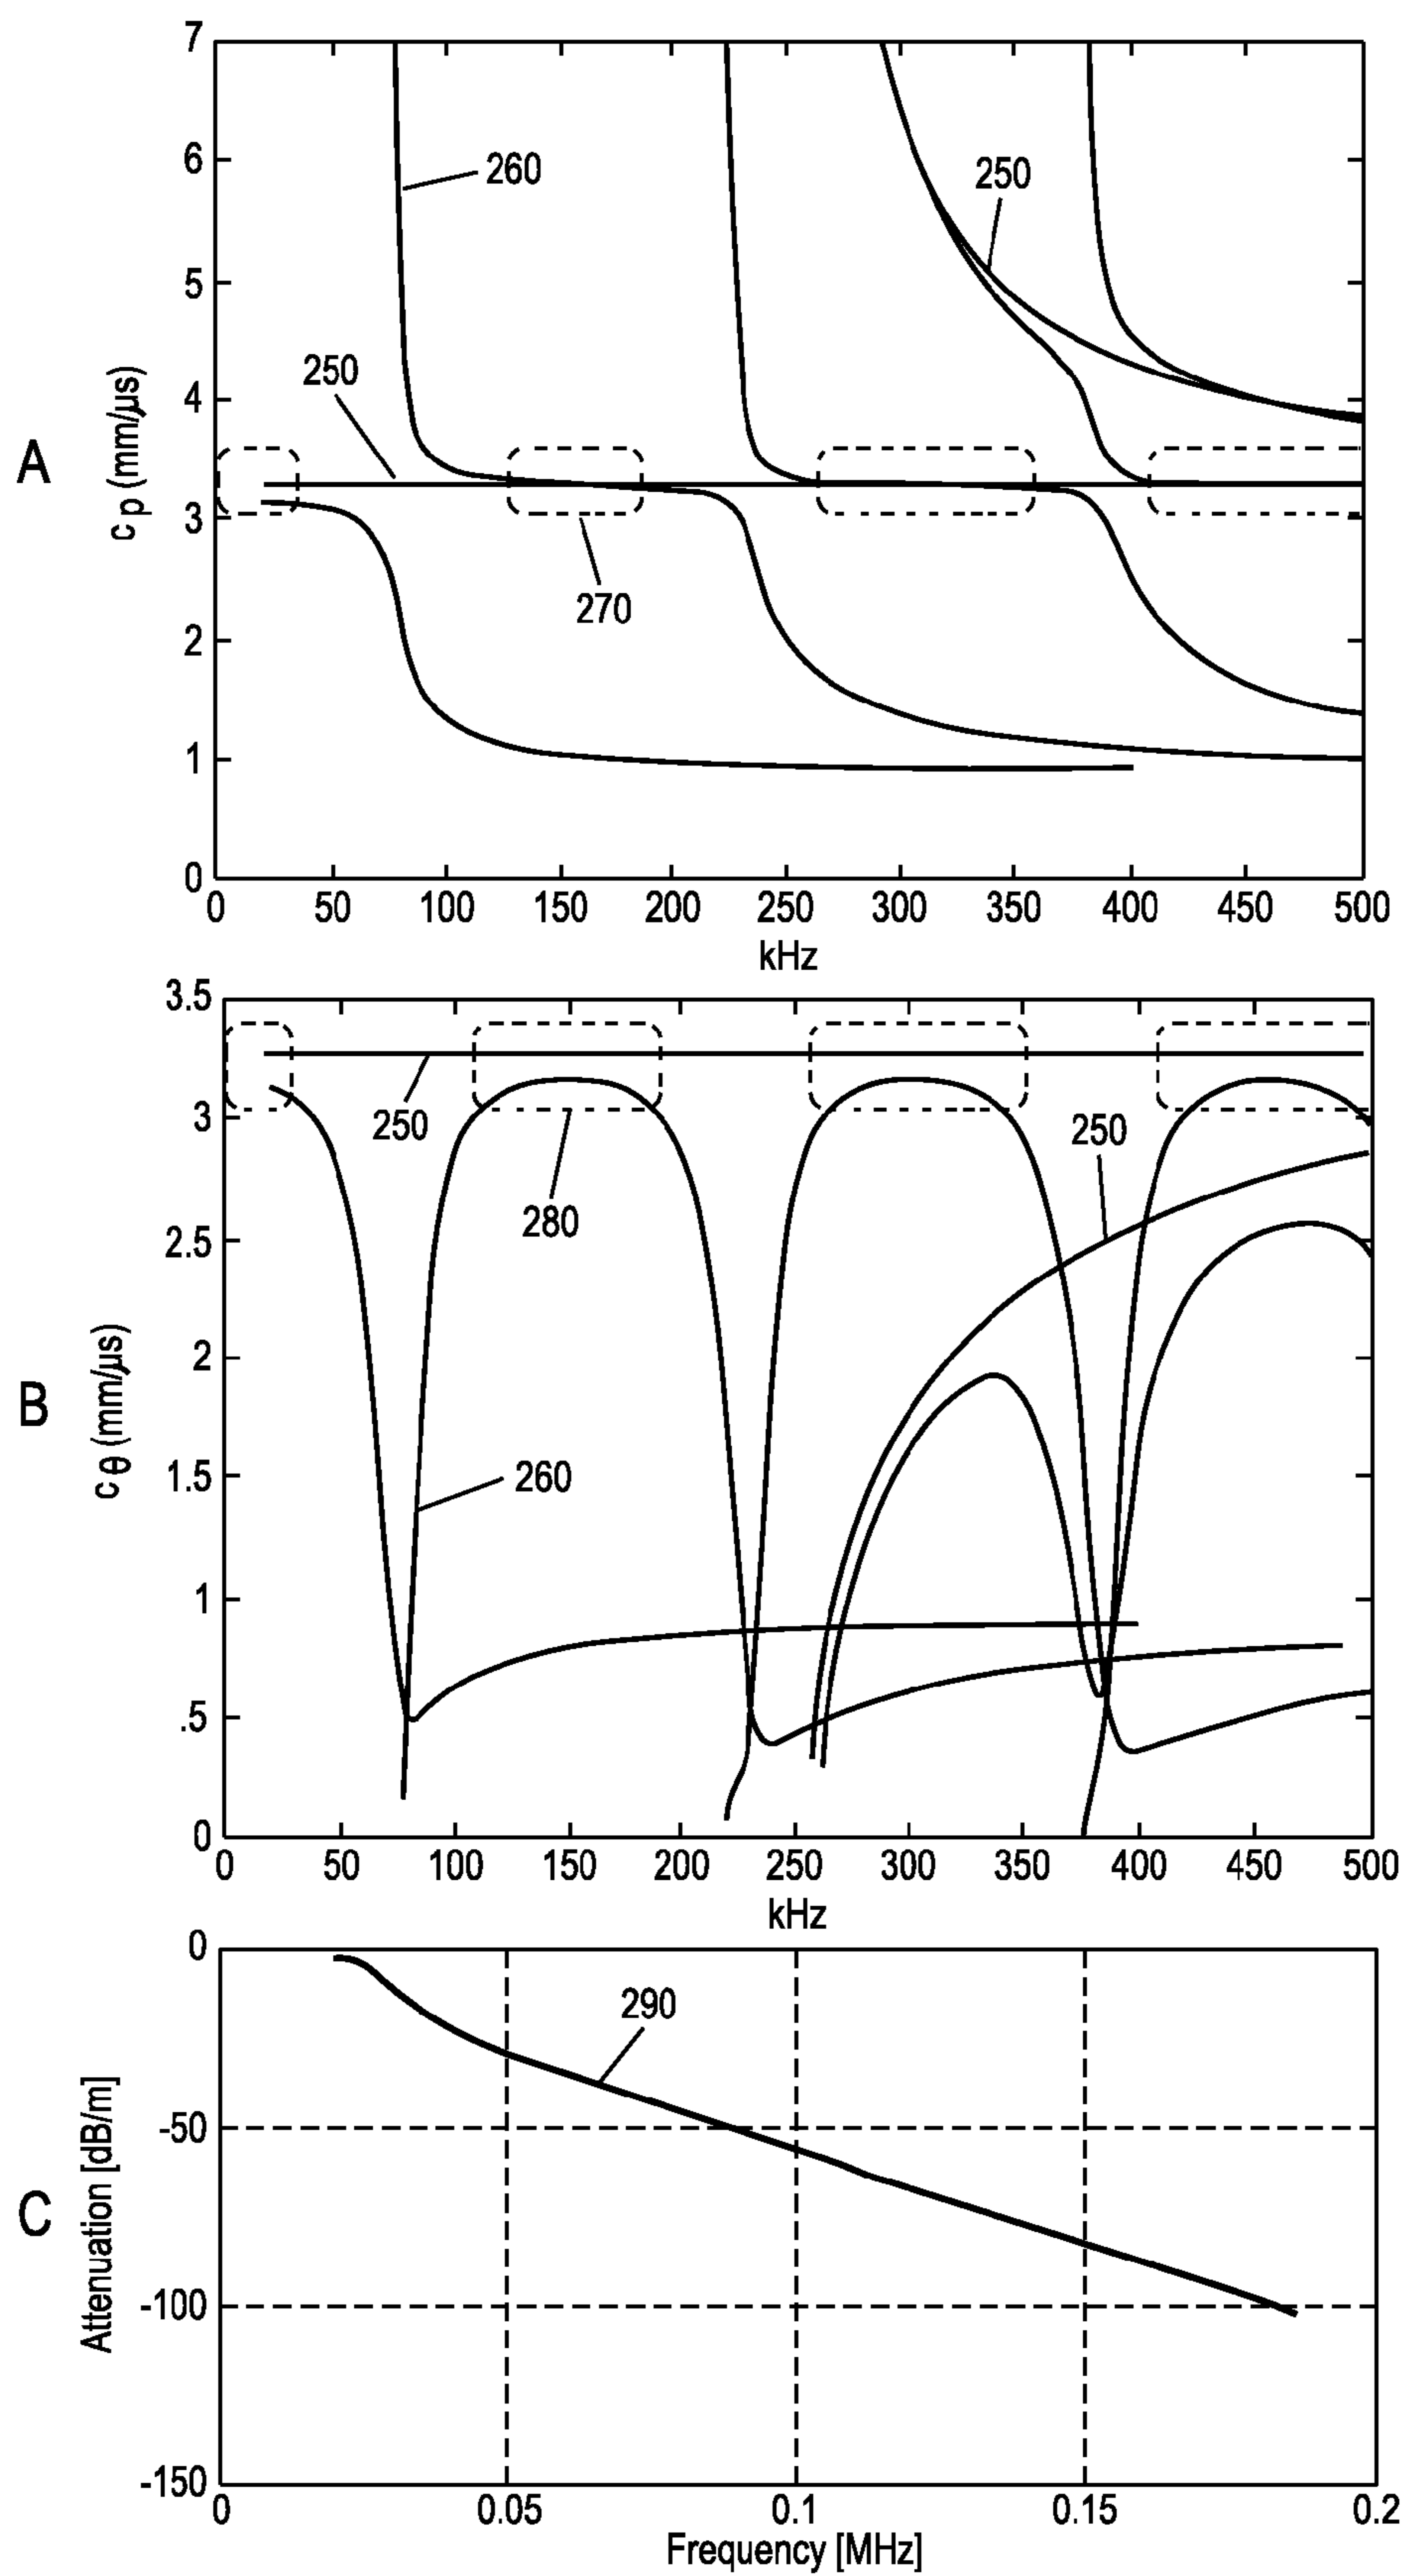 A
c p (mm/μs)
7
6
5
4
3
2
1
0
260
250
250
270
0 50 100 150 200 250 300 350 400 450 500
kHz
B
c θ (mm/μs)
3.5
3
2.5
2
1.5
1
.5
0
250
280
250
260
0 50 100 150 200 250 300 350 400 450 500
kHz
C
Attenuation [dB/m]
0
-50
-100
-150
290
0 0.05 0.1 0.15 0.2
Frequency [MHz]